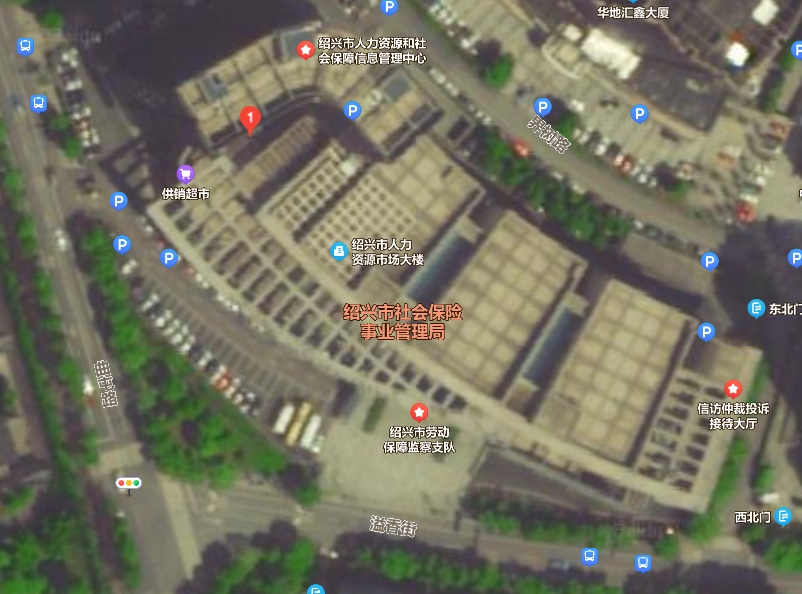 华地汇鑫大厦
绍兴市人力资源和社
会保障信息管理中心
P
P
P
P
P
1
供销超市
P
绍兴市人力
资源市场大楼
P
P
P
P
绍兴市社会保险
事业管理局
东北门
P
信访仲裁投诉
接待大厅
绍兴市劳动
保障监察支队
西北门
溢香街